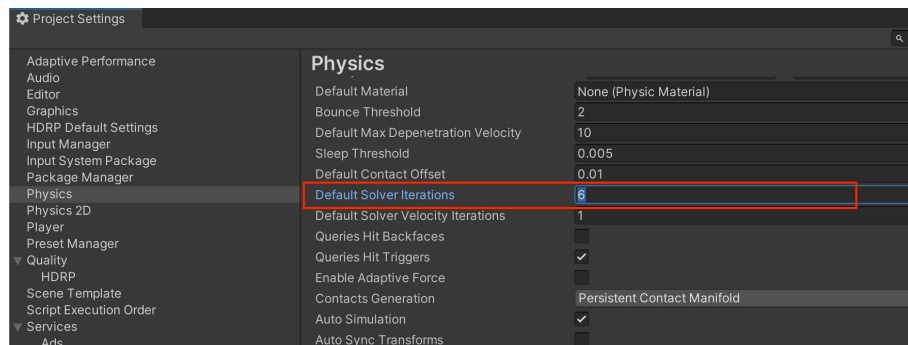 Project Settings
Adaptive Performance
Audio
Editor
Graphics
HDRP Default Settings
Input Manager
Input System Package
Package Manager
Physics
Physics 2D
Player
Preset Manager
Quality
HDRP
Scene Template
Script Execution Order
Services
Ads
Physics
Default Material None (Physic Material)
Bounce Threshold 2
Default Max Depenetration Velocity 10
Sleep Threshold 0.005
Default Contact Offset 0.01
Default Solver Iterations 6
Default Solver Velocity Iterations 1
Queries Hit Backfaces
Queries Hit Triggers
Enable Adaptive Force
Contacts Generation Persistent Contact Manifold
Auto Simulation
Auto Sync Transforms